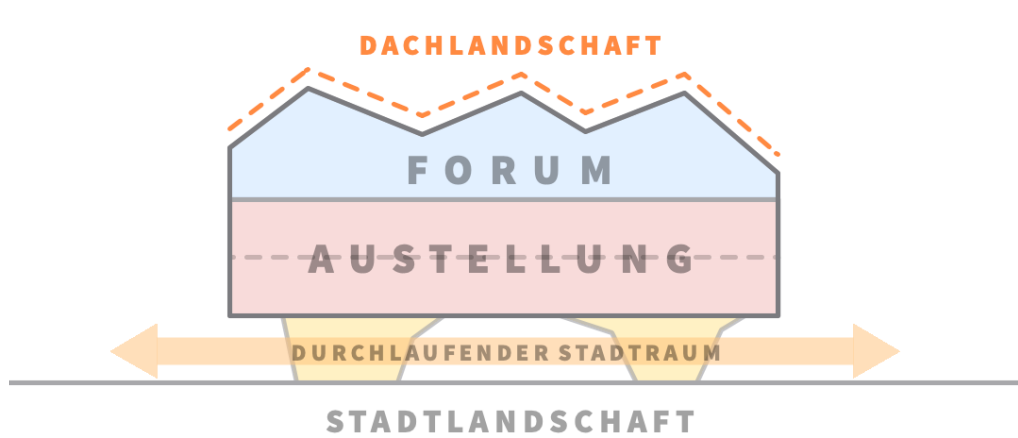 DACHLANDSCHAFT
FORUM
AUSTELLUNG
DURCHLAUFENDER STADTRAUM
STADTLANDSCHAFT